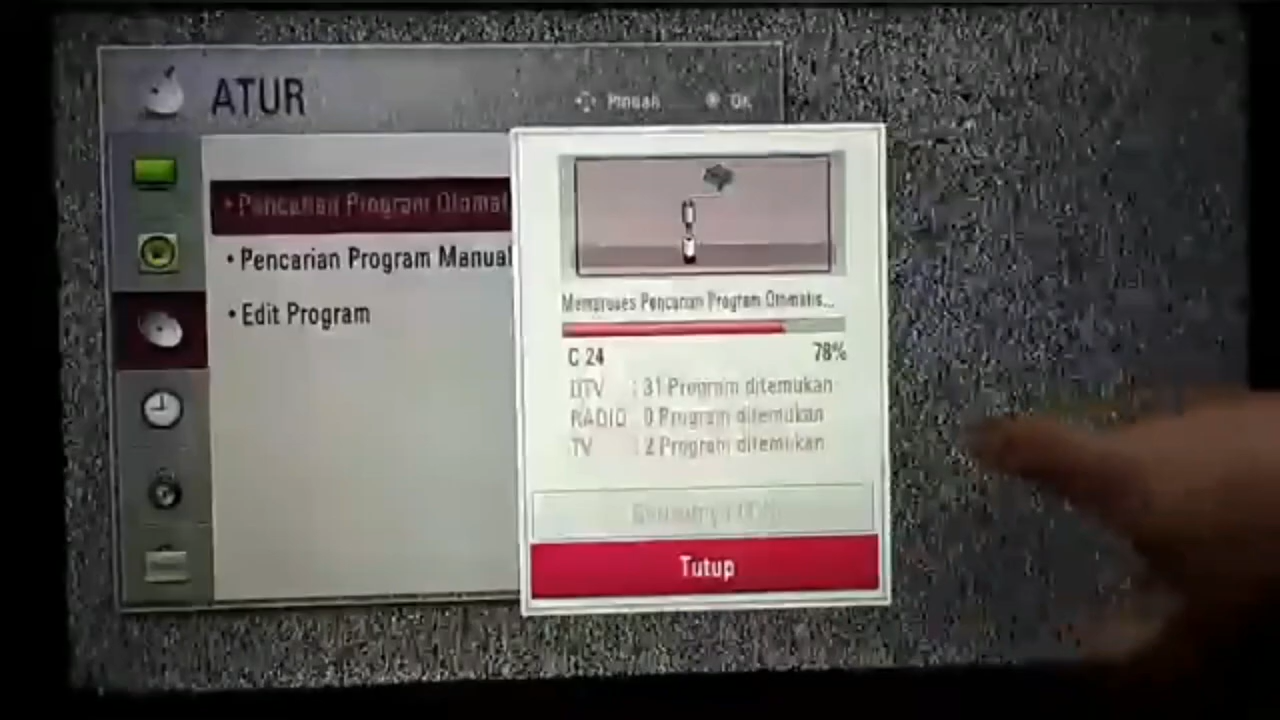 ATUR
Pindah
OK
• Pencarian Program Otomat
• Pencarian Program Manual
• Edit Program
Memproses Pencarian Program Otomatis...
C 24
78%
DTV : 31 Program ditemukan
RADIO : 0 Program ditemukan
TV : 2 Program ditemukan
Tutup